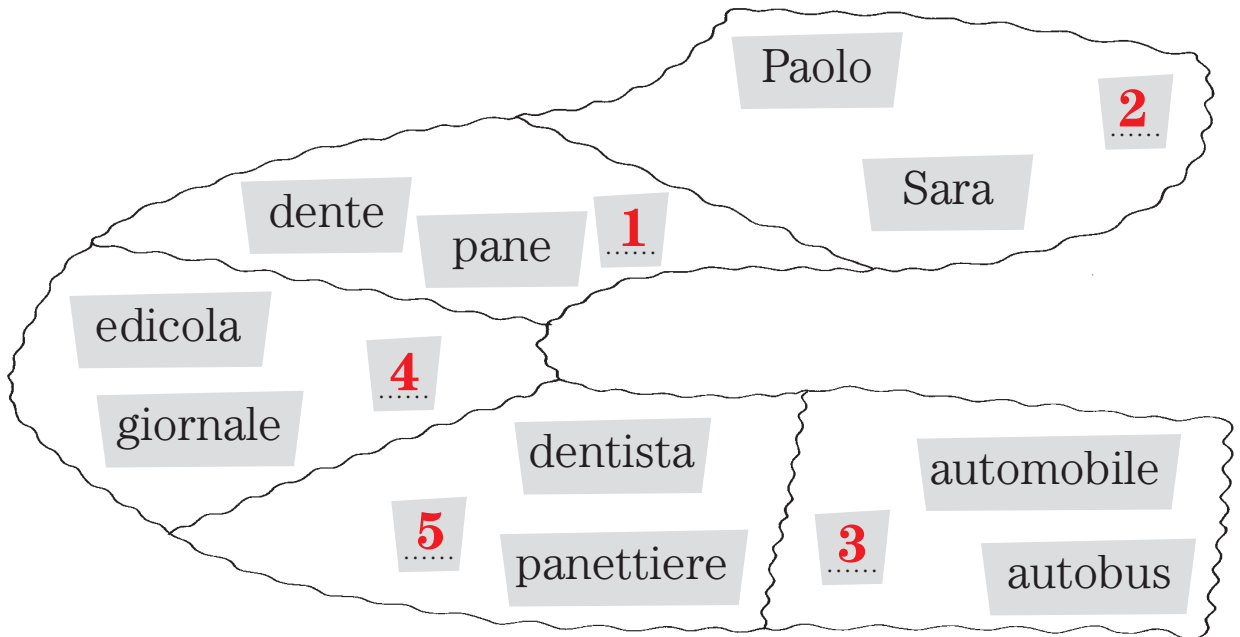 Paolo
2
Sara
dente
pane
1
edicola
4
giornale
dentista
automobile
5
3
panettiere
autobus